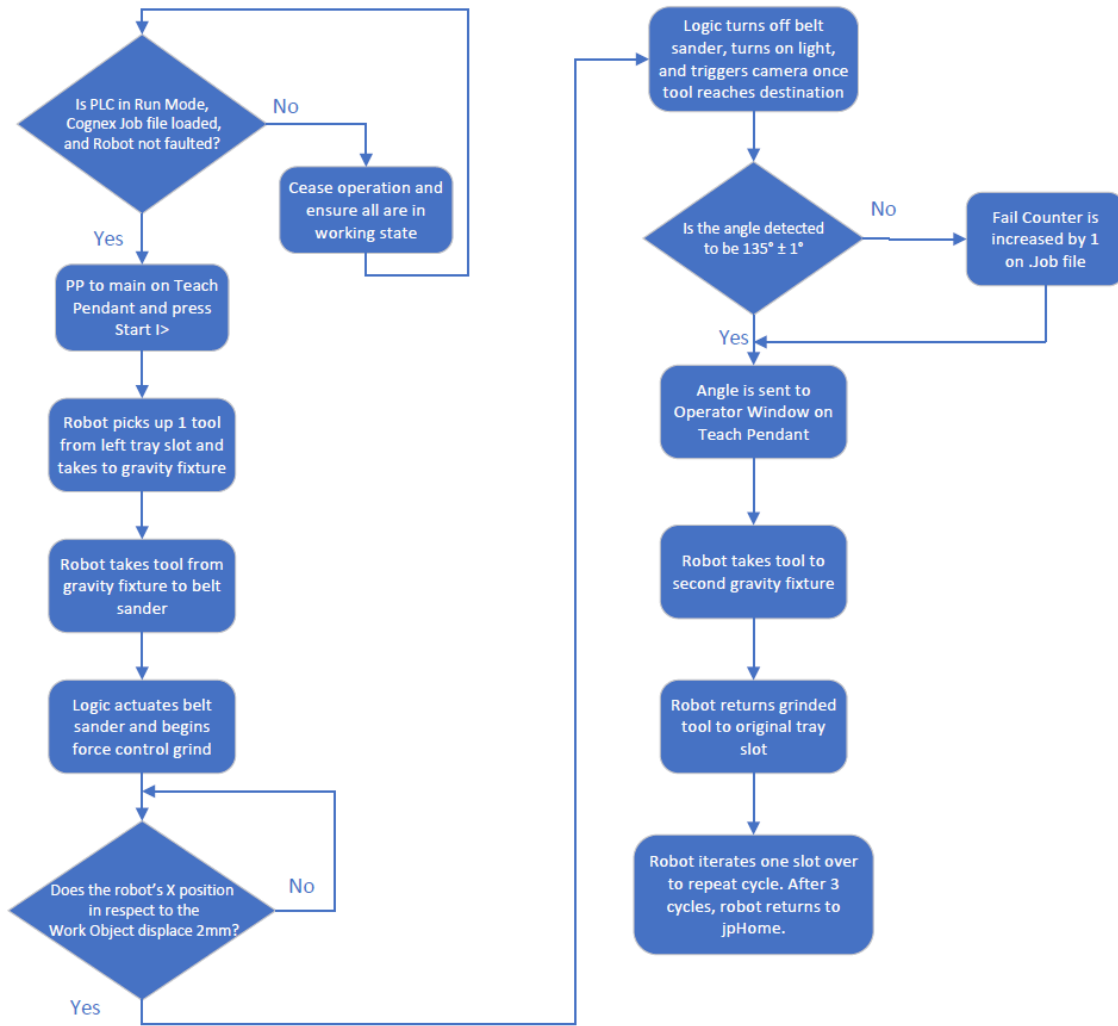 Is PLC in Run Mode,
Cognex Job file loaded,
and Robot not faulted?
No
Cease operation and
ensure all are in
working state
Yes
PP to main on Teach
Pendant and press
Start I>
Robot picks up 1 tool
from left tray slot and
takes to gravity fixture
Robot takes tool from
gravity fixture to belt
sander
Logic actuates belt
sander and begins
force control grind
Does the robot's X position
in respect to the
Work Object displace 2mm?
No
Yes
Logic turns off belt
sander, turns on light,
and triggers camera once
tool reaches destination
Is the angle detected
to be 135° ± 1°
No
Fail Counter is
increased by 1
on .Job file
Yes
Angle is sent to
Operator Window on
Teach Pendant
Robot takes tool to
second gravity fixture
Robot returns grinded
tool to original tray
slot
Robot iterates one slot over
to repeat cycle. After 3
cycles, robot returns to
jpHome.